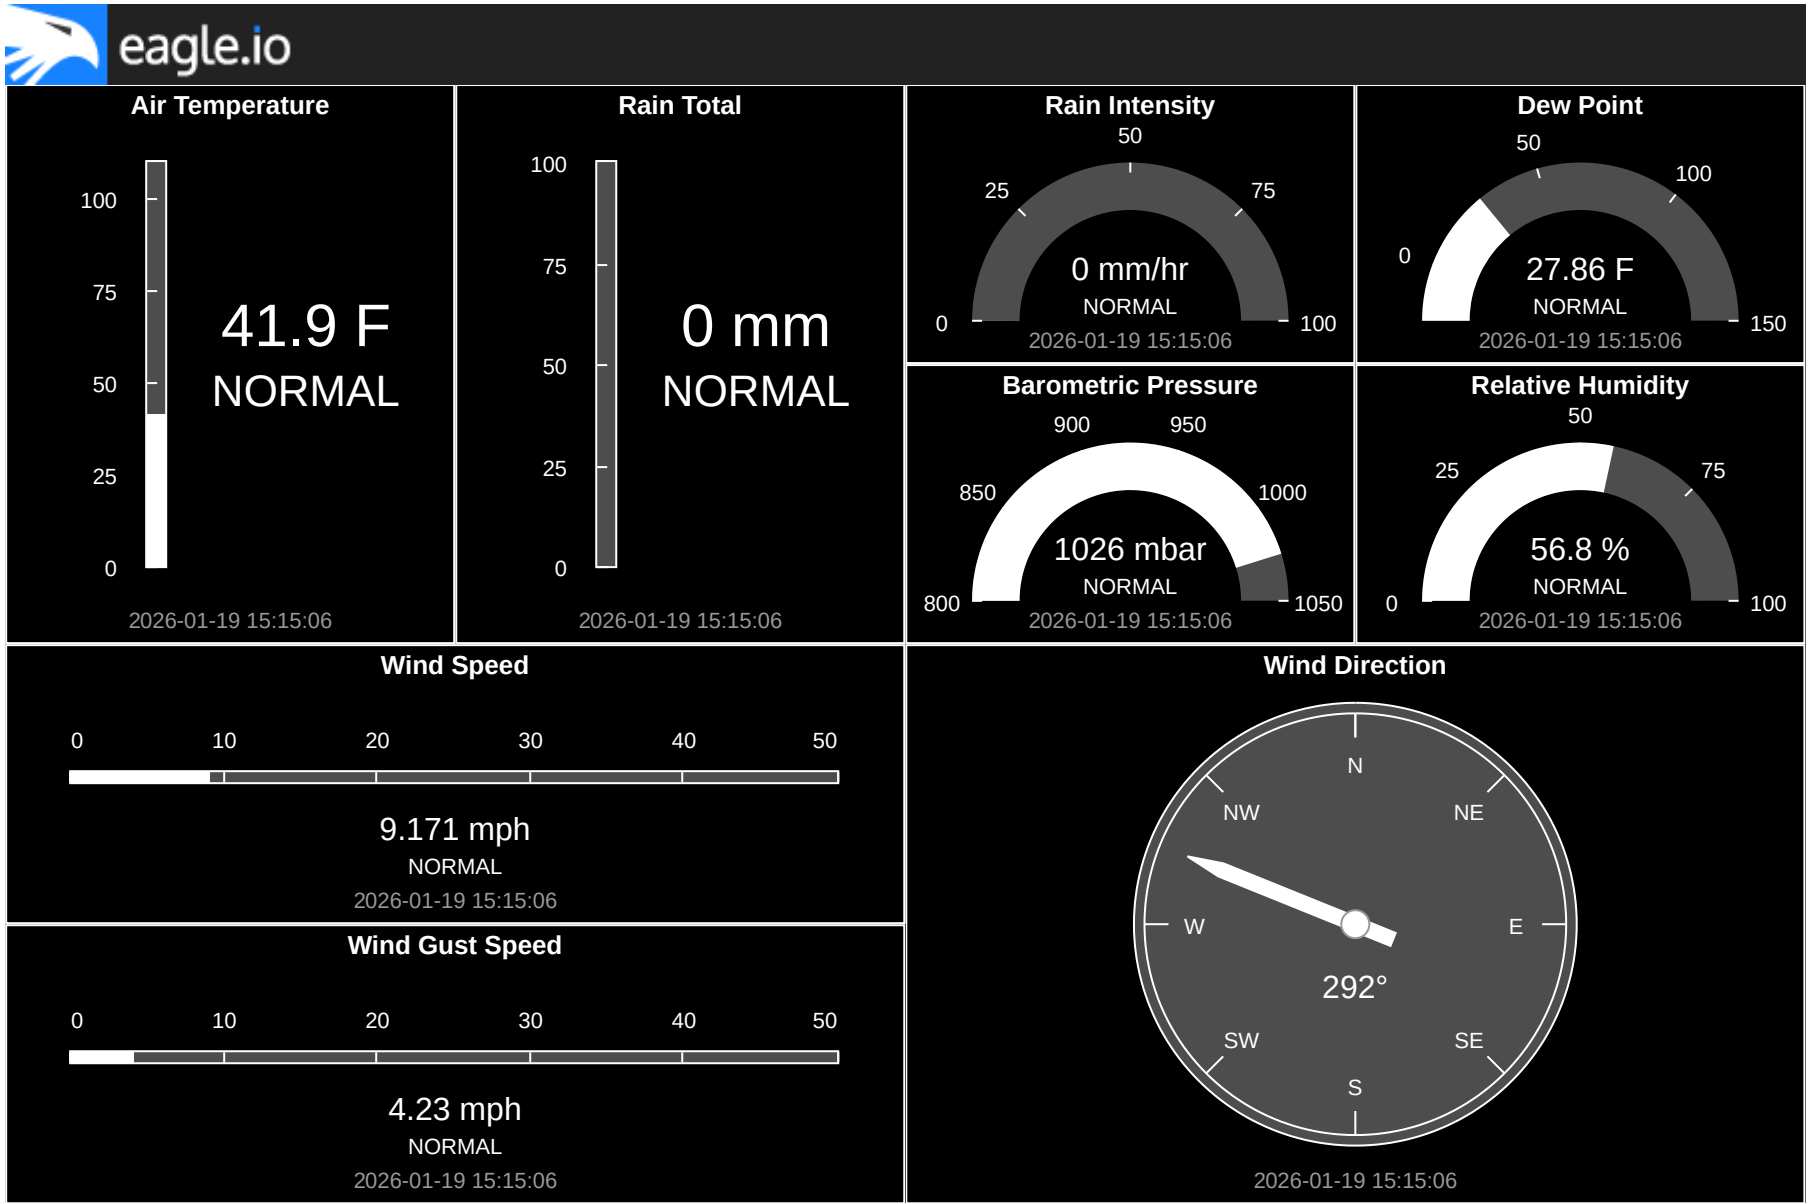 eagle.io
Air Temperature
100
75
50
25
0
41.9 F
NORMAL
2026-01-19 15:15:06
Rain Total
100
75
50
25
0
0 mm
NORMAL
2026-01-19 15:15:06
Rain Intensity
50
25
75
0
100
0 mm/hr
NORMAL
2026-01-19 15:15:06
Dew Point
50
100
0
150
27.86 F
NORMAL
2026-01-19 15:15:06
Barometric Pressure
900
950
850
1000
800
1050
1026 mbar
NORMAL
2026-01-19 15:15:06
Relative Humidity
50
25
75
0
100
56.8 %
NORMAL
2026-01-19 15:15:06
Wind Speed
0 10 20 30 40 50
9.171 mph
NORMAL
2026-01-19 15:15:06
Wind Gust Speed
0 10 20 30 40 50
4.23 mph
NORMAL
2026-01-19 15:15:06
Wind Direction
N
NW NE
W E
292°
SW SE
S
2026-01-19 15:15:06